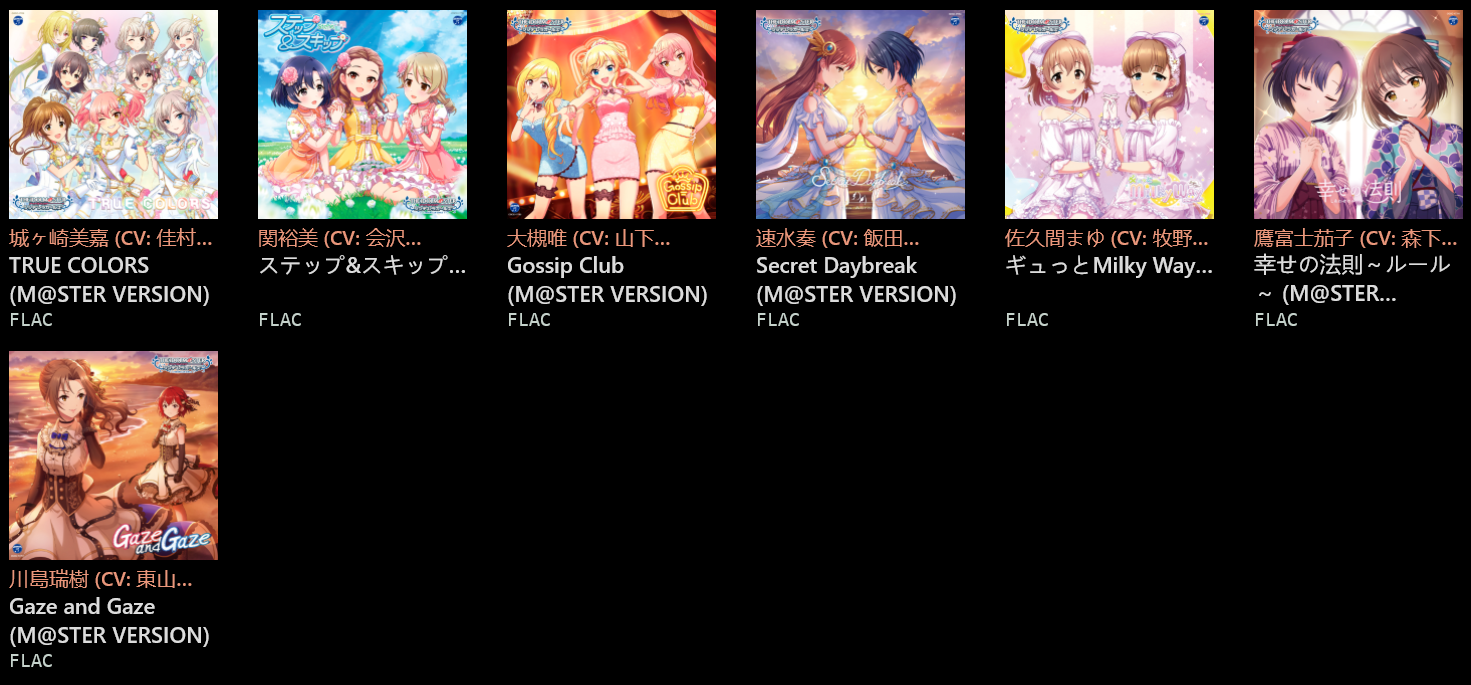 TRUE COLORS
城ヶ崎美嘉 (CV: 佳村...
TRUE COLORS
(M@STER VERSION)
FLAC
ステップ
&スキップ
関裕美 (CV: 会沢...
ステップ&スキップ...
FLAC
Gossip
Club
大槻唯 (CV: 山下...
Gossip Club
(M@STER VERSION)
FLAC
Secret Daybreak
速水奏 (CV: 飯田...
Secret Daybreak
(M@STER VERSION)
FLAC
佐久間まゆ (CV: 牧野...
ギュっとMilky Way...
FLAC
幸せの法則
鷹富士茄子 (CV: 森下...
幸せの法則～ルール
～ (M@STER...
FLAC
Gaze
and Gaze
川島瑞樹 (CV: 東山...
Gaze and Gaze
(M@STER VERSION)
FLAC